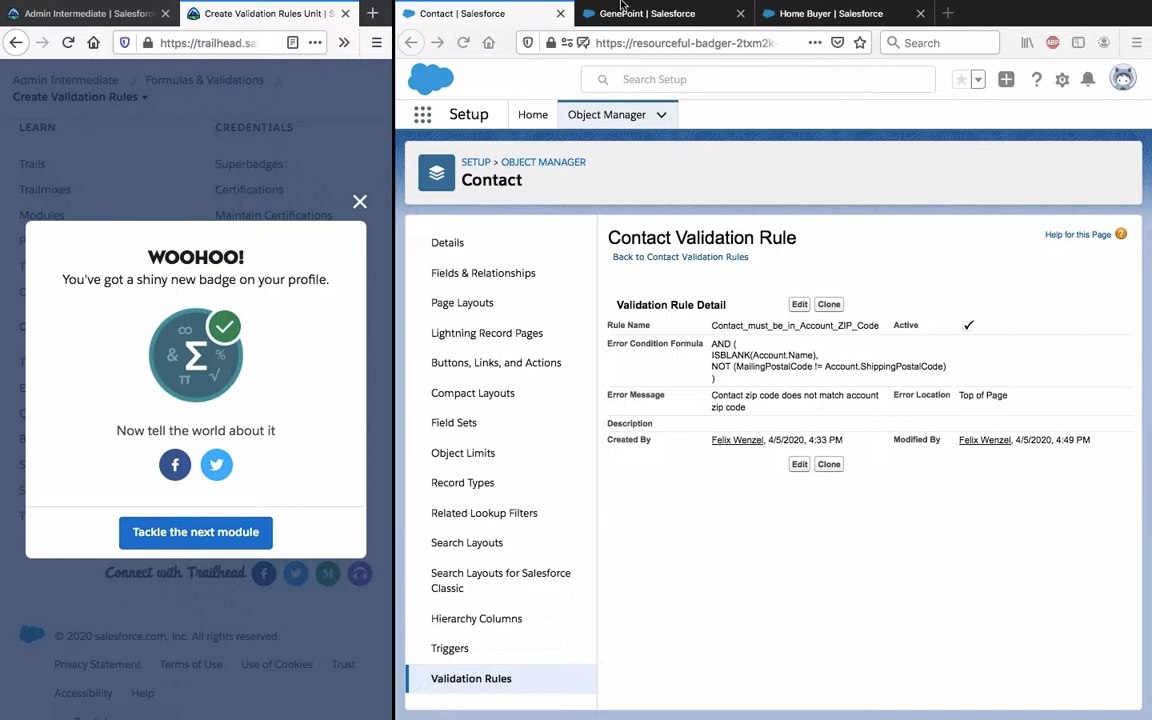 Admin Intermediate | Salesforc
Create Validation Rules Unit | S
Contact | Salesforce
GenePoint | Salesforce
Home Buyer | Salesforce
https://trailhead.sa
https://resourceful-badger-2txm2k-
Search
Admin Intermediate
Formulas & Validations
Create Validation Rules
LEARN
CREDENTIALS
Trails
Superbadges
Trailmixes
Certifications
Modules
Maintain Certifications
WOOHOO!
You've got a shiny new badge on your profile.
Now tell the world about it
Tackle the next module
Connect with Trailhead
© 2020 salesforce.com, inc. All rights reserved.
Privacy Statement
Terms of Use
Use of Cookies
Trust
Accessibility
Help
Search Setup
Setup
Home
Object Manager
SETUP > OBJECT MANAGER
Contact
Details
Fields & Relationships
Page Layouts
Lightning Record Pages
Buttons, Links, and Actions
Compact Layouts
Field Sets
Object Limits
Record Types
Related Lookup Filters
Search Layouts
Search Layouts for Salesforce
Classic
Hierarchy Columns
Triggers
Validation Rules
Contact Validation Rule
Help for this Page
Back to Contact Validation Rules
Validation Rule Detail
Edit
Clone
Rule Name
Contact_must_be_in_Account_ZIP_Code
Active
Error Condition Formula
AND (
ISBLANK(Account.Name),
NOT (MailingPostalCode != Account.ShippingPostalCode)
)
Error Message
Contact zip code does not match account
zip code
Error Location
Top of Page
Description
Created By
Felix Wenzel, 4/5/2020, 4:33 PM
Modified By
Felix Wenzel, 4/5/2020, 4:49 PM
Edit
Clone